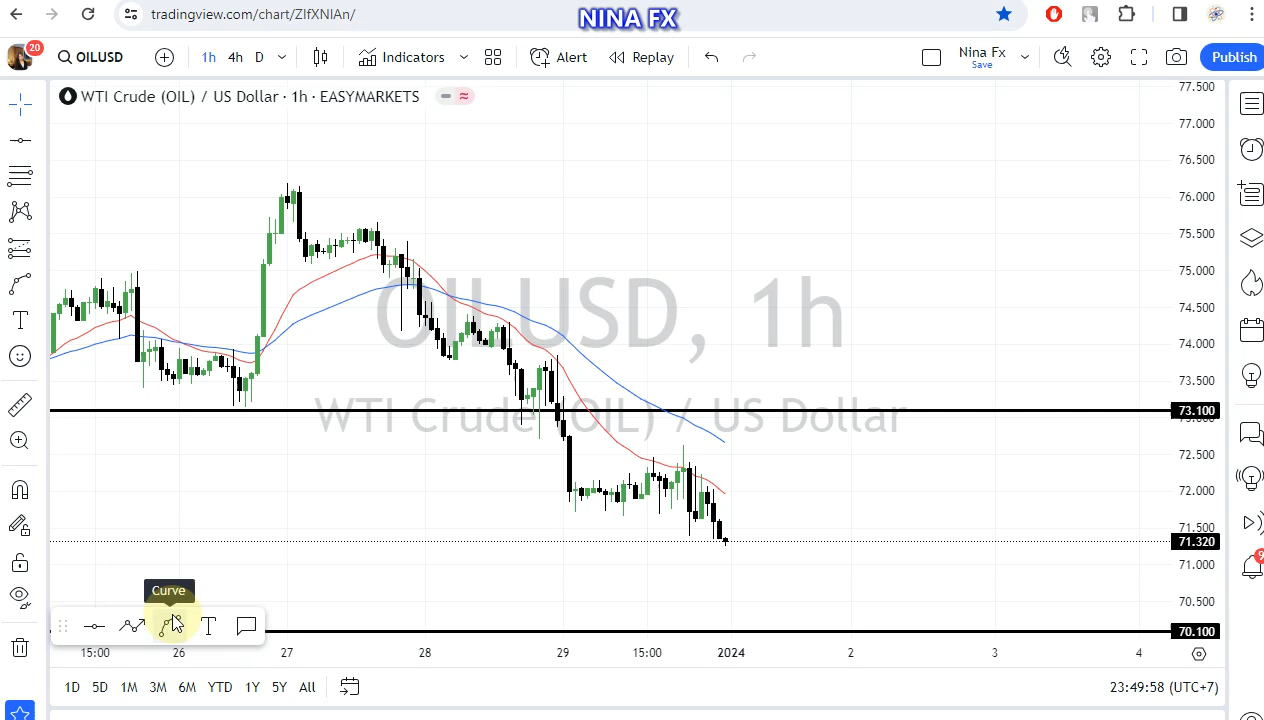 tradingview.com/chart/ZIfXNIAn/
NINA FX
20
OILUSD
1h 4h D
Indicators
Alert
Replay
Nina Fx
Save
Publish
WTI Crude (OIL) / US Dollar · 1h · EASYMARKETS
OILUSD, 1h
WTI Crude (OIL) / US Dollar
77.500
77.000
76.500
76.000
75.500
75.000
74.500
74.000
73.500
73.100
72.500
72.000
71.500
71.320
71.000
70.500
70.100
Curve
T
15:00 26 27 28 29 15:00 2024 2 3 4
1D 5D 1M 3M 6M YTD 1Y 5Y All
23:49:58 (UTC+7)
9